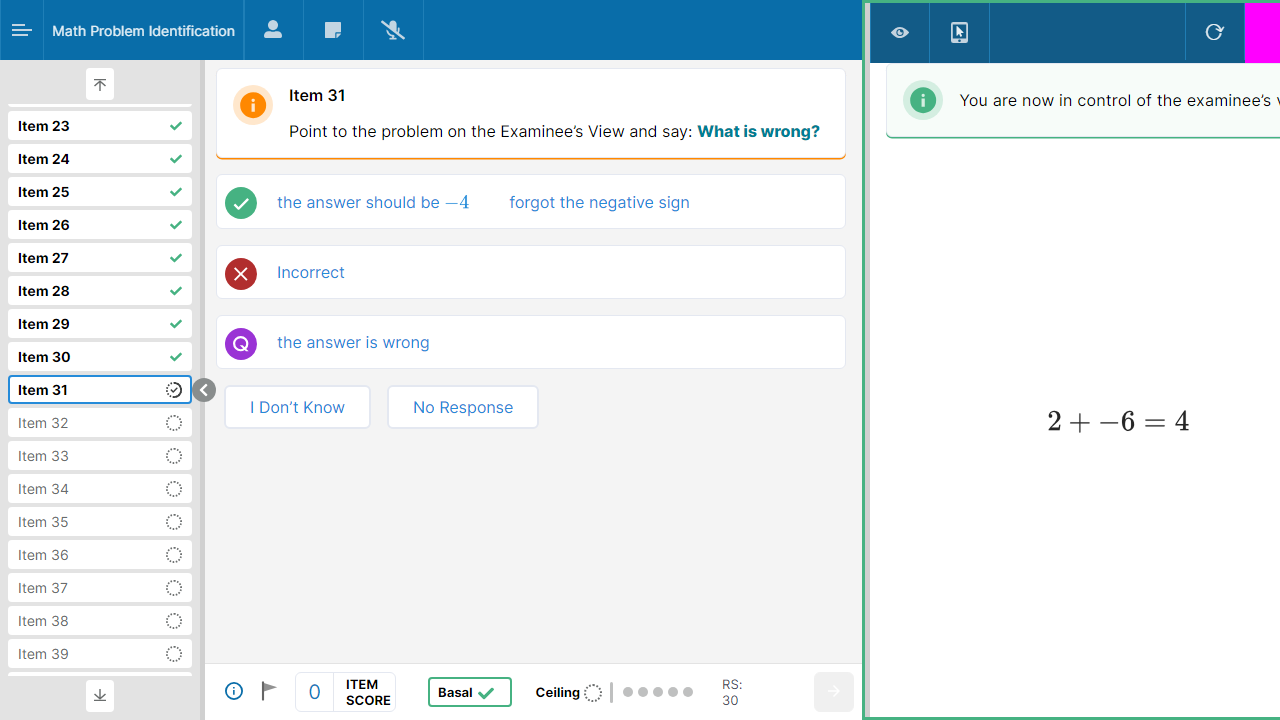 Math Problem Identification
Item 23
Item 24
Item 25
Item 26
Item 27
Item 28
Item 29
Item 30
Item 31
Item 32
Item 33
Item 34
Item 35
Item 36
Item 37
Item 38
Item 39
Item 31
Point to the problem on the Examinee’s View and say: What is wrong?
the answer should be −4 forgot the negative sign
Incorrect
Q the answer is wrong
I Don’t Know No Response
0 ITEM SCORE Basal Ceiling RS: 30
You are now in control of the examinee’s
2 + −6 = 4